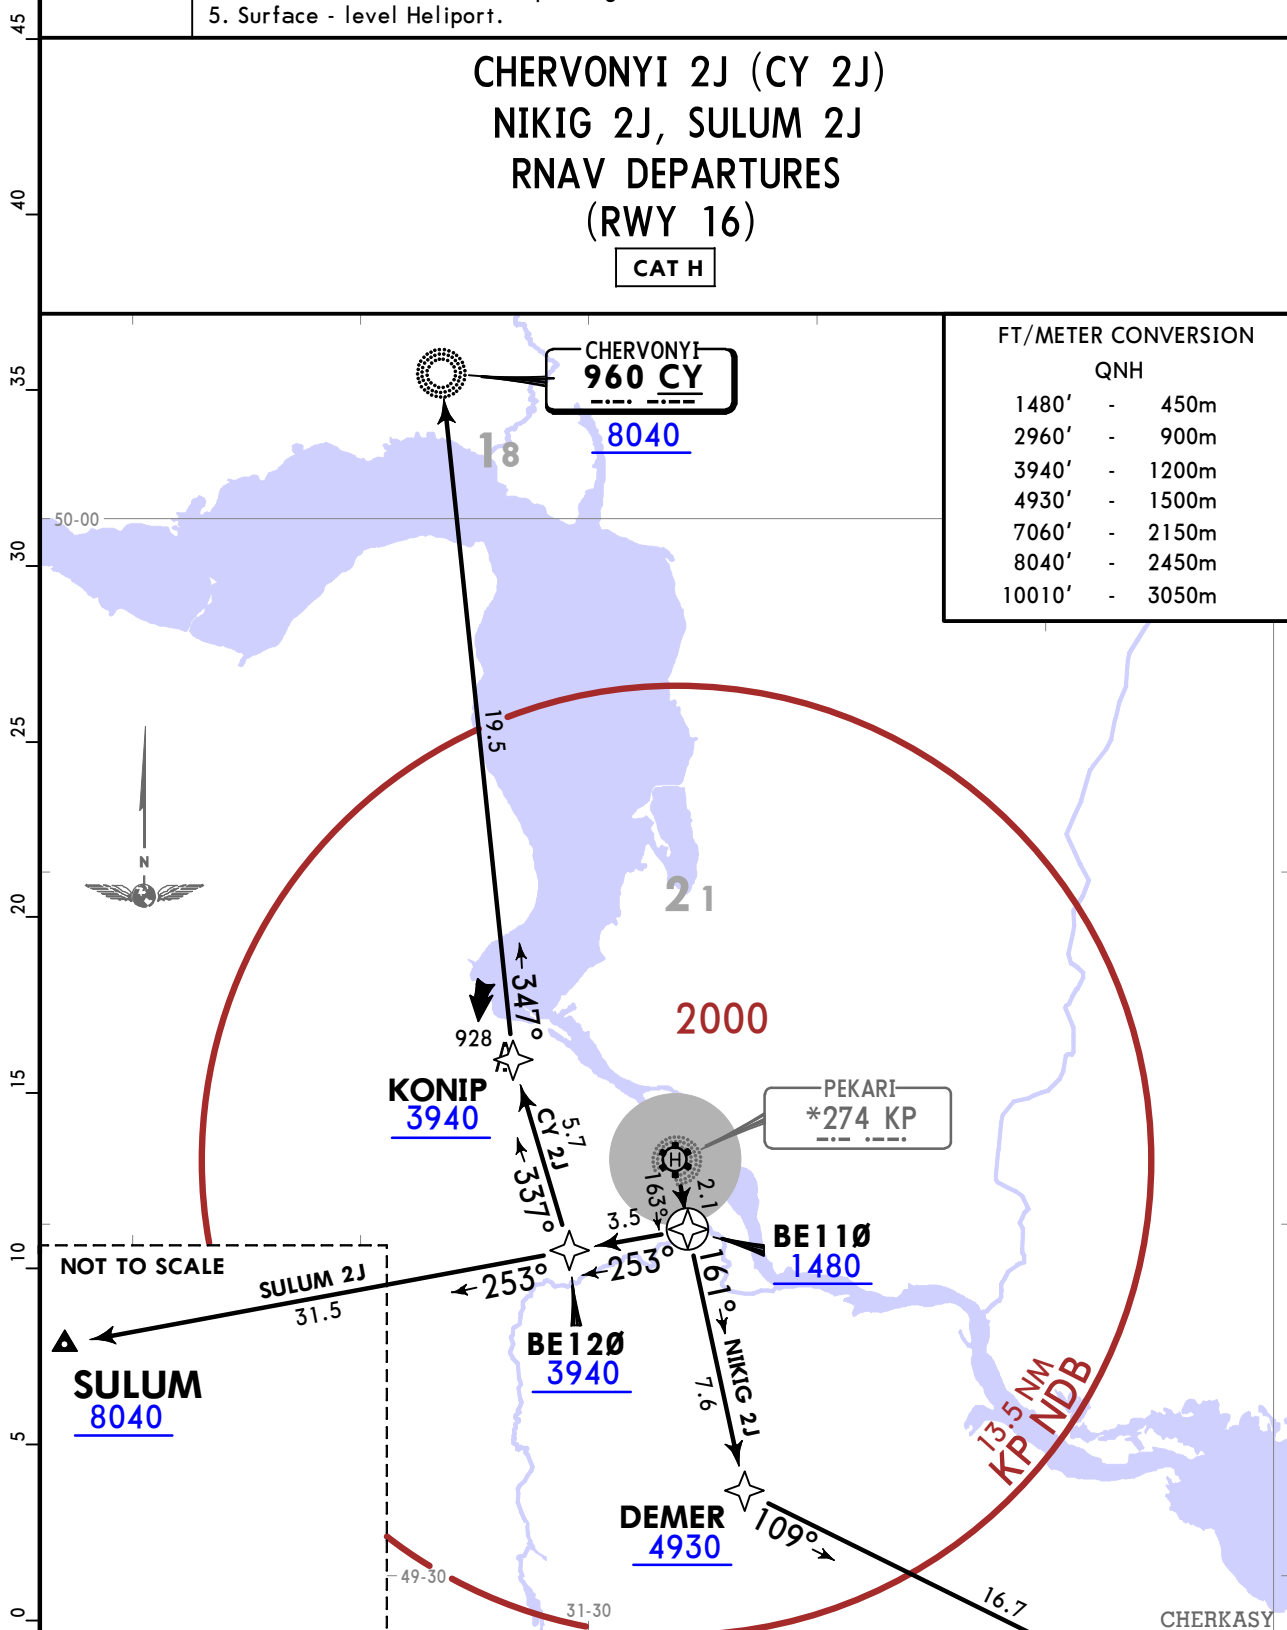 5. Surface - level Heliport.
45
CHERVONYI 2J (CY 2J)
NIKIG 2J, SULUM 2J
RNAV DEPARTURES
(RWY 16)
CAT H
40
FT/METER CONVERSION
QNH
1480' - 450m
2960' - 900m
3940' - 1200m
4930' - 1500m
7060' - 2150m
8040' - 2450m
10010' - 3050m
CHERVONYI
960 CY
8040
35
18
50-00
30
25
19.5
N
21
20
347°
2000
928
KONIP
3940
15
PEKARI
*274 KP
H
5.7
CY 2J
337°
163°
2.1
3.5
253°
BE11Ø
1480
10
NOT TO SCALE
SULUM 2J
253°
31.5
161°
NIKIG 2J
7.6
BE12Ø
3940
SULUM
8040
13.5 NM
KP NDB
5
DEMER
4930
109°
49-30
31-30
16.7
0
CHERKASY